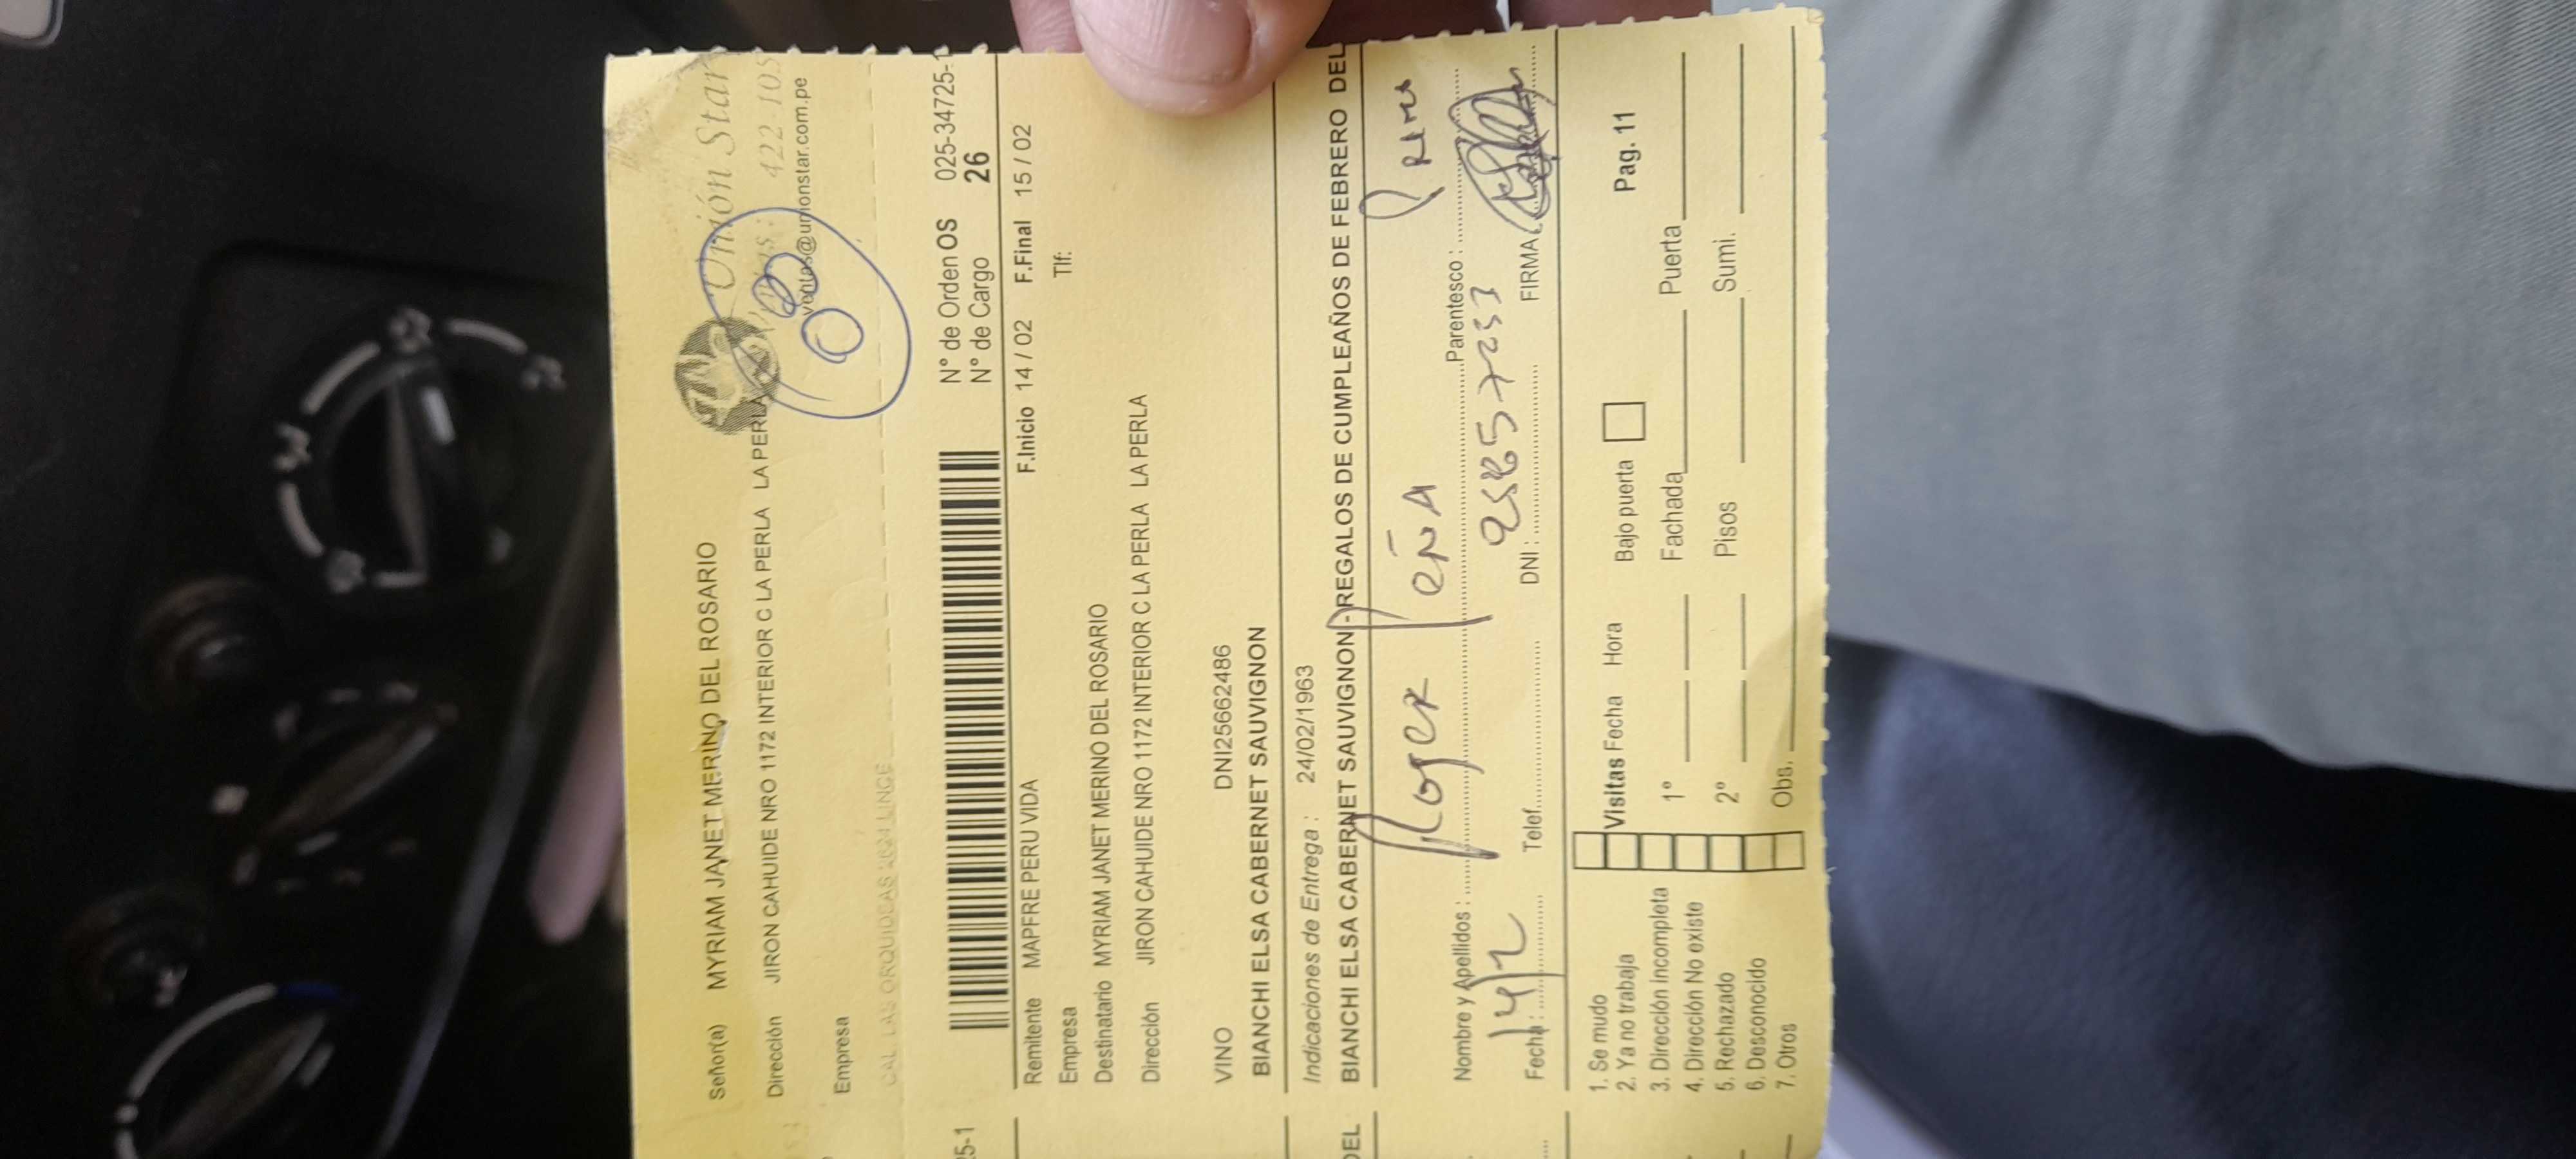 Señor(a) MYRIAM JANET MERINO DEL ROSARIO
Unión Star
Dirección JIRON CAHUIDE NRO 1172 INTERIOR C LA PERLA LA PERLA
422-105
ventas@unionstar.com.pe
Empresa
CAL LAS ORQUIDEAS LINCE
N° de Orden OS 025-34725-1
N° de Cargo 26
25-1
F.Inicio 14 / 02 F.Final 15 / 02
Remitente MAPFRE PERU VIDA
Tlf:
Empresa
Destinatario MYRIAM JANET MERINO DEL ROSARIO
Dirección JIRON CAHUIDE NRO 1172 INTERIOR C LA PERLA LA PERLA
VINO DNI25662486
BIANCHI ELSA CABERNET SAUVIGNON
Indicaciones de Entrega : 24/02/1963
BIANCHI ELSA CABERNET SAUVIGNON - REGALOS DE CUMPLEAÑOS DE FEBRERO DEL
DEL
Roger Peña
Nombre y Apellidos : Parentesco :
14/2
Fecha : Telef. DNI : FIRMA
1. Se mudo
2. Ya no trabaja Visitas Fecha Hora Bajo puerta Pag. 11
3. Dirección incompleta
4. Dirección No existe 1° Fachada Puerta
5. Rechazado 2° Pisos Sumi.
6. Desconocido
7. Otros Obs.